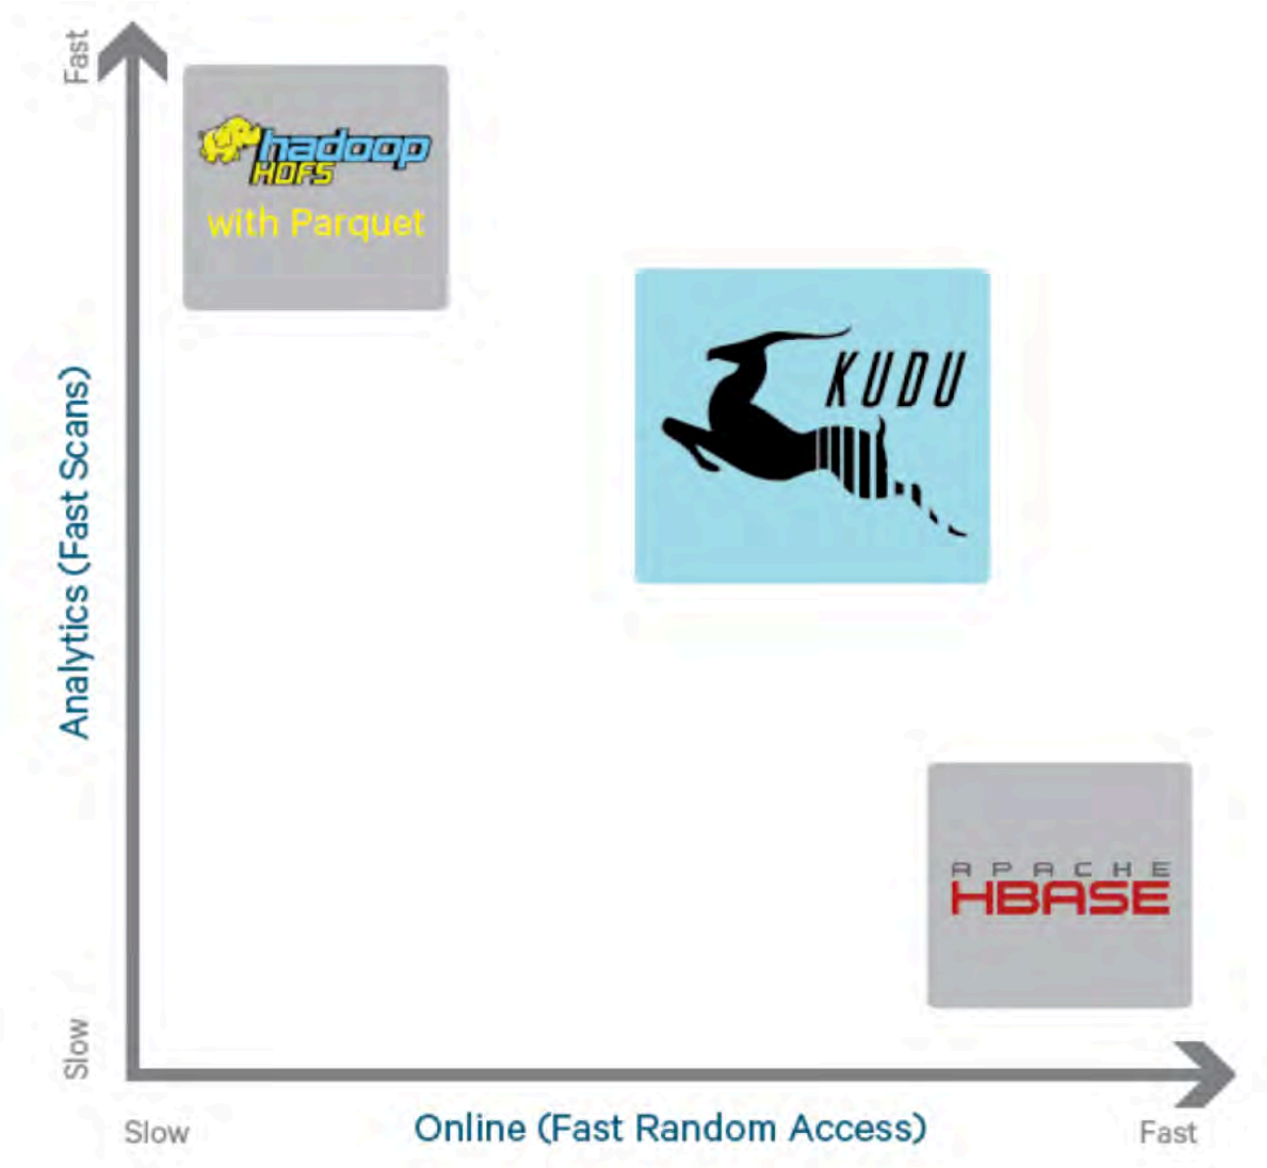 Fast
hadoop
HDFS
with Parquet
KUDU
Analytics (Fast Scans)
APACHE
HBASE
Slow
Slow
Online (Fast Random Access)
Fast